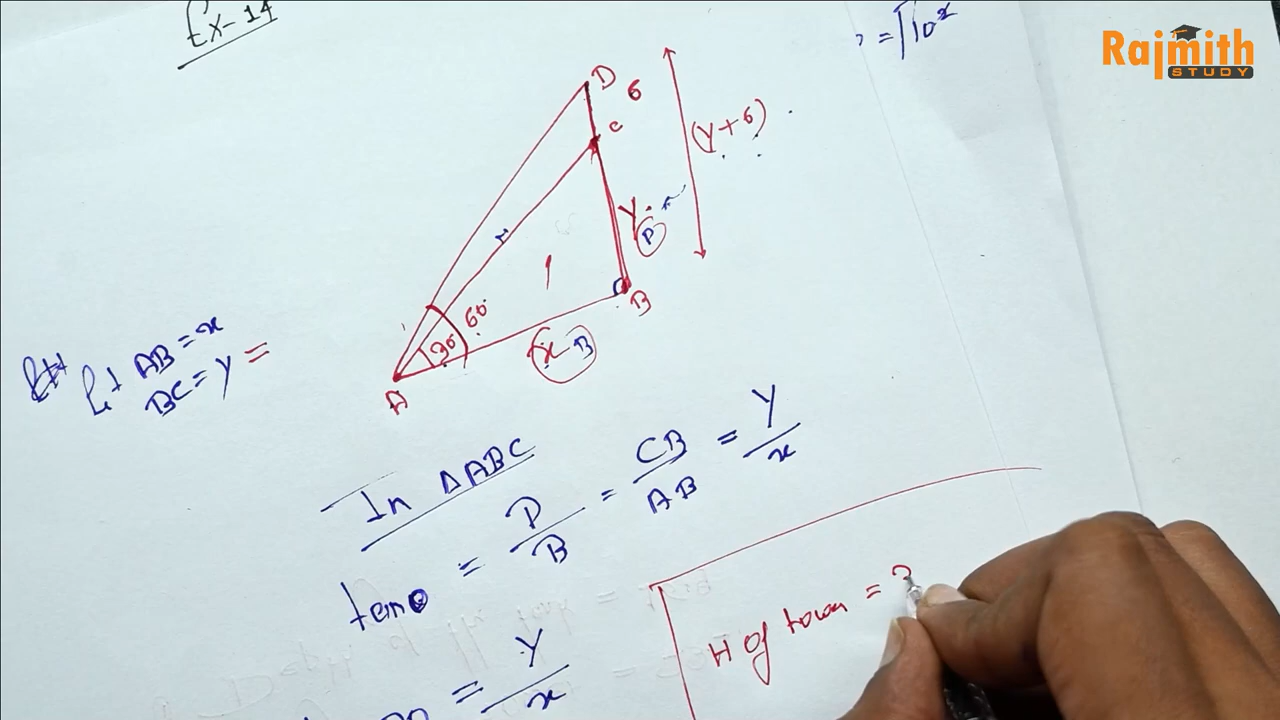 Ex-14
= 10ˣ
Rajmith
STUDY
D
6
C
(y+6)
y
P
60°
30°
x B
B
A
let AB = x
BC = y =
In ΔABC
tanθ = P/B = CB/AB = y/x
= y/x
H of tower = ?